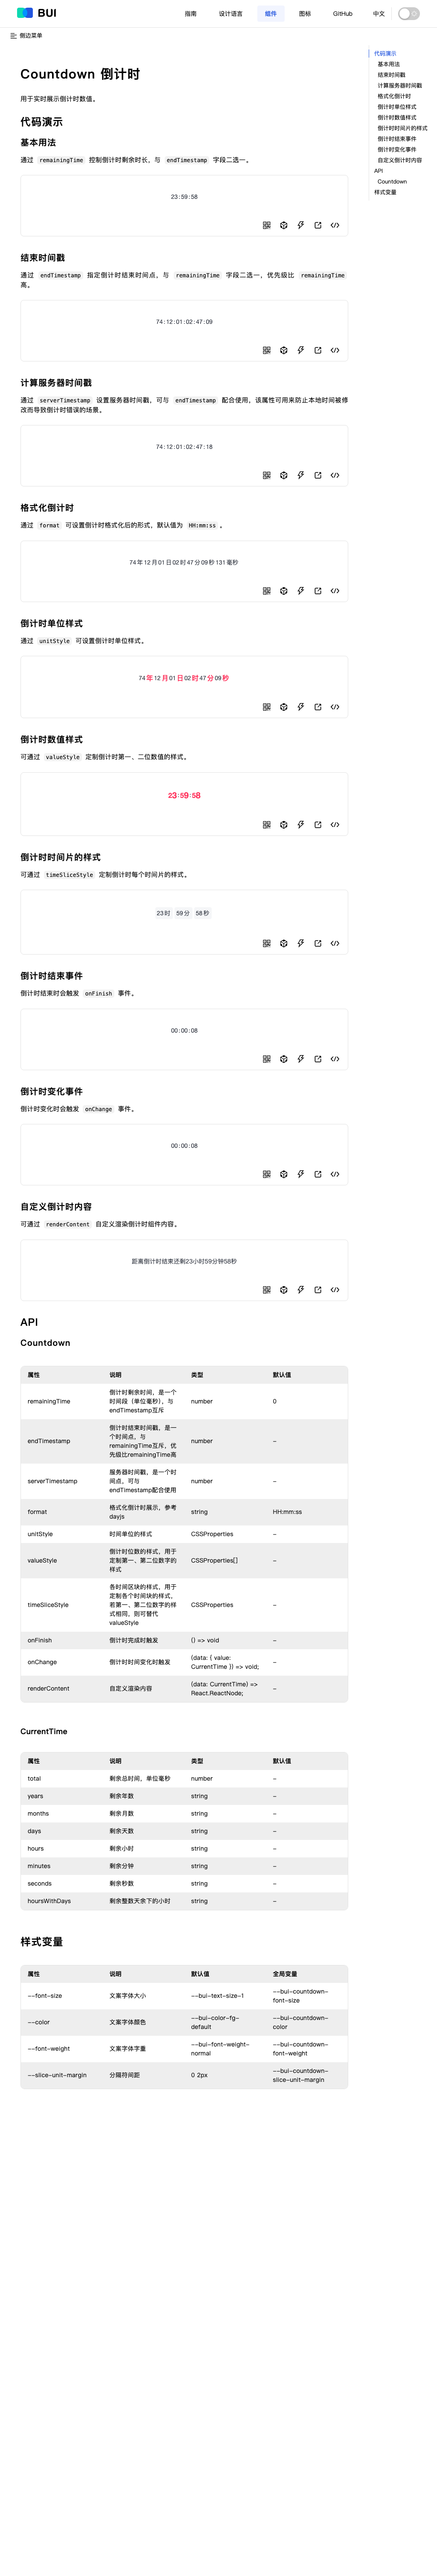 BUI
指南
设计语言
组件
图标
GitHub
中文
侧边菜单
代码演示
基本用法
结束时间戳
计算服务器时间戳
格式化倒计时
倒计时单位样式
倒计时数值样式
倒计时时间片的样式
倒计时结束事件
倒计时变化事件
自定义倒计时内容
API
Countdown
样式变量
Countdown 倒计时
用于实时展示倒计时数值。
代码演示
基本用法
通过 remainingTime 控制倒计时剩余时长，与 endTimestamp 字段二选一。
23:59:58
结束时间戳
通过 endTimestamp 指定倒计时结束时间点，与 remainingTime 字段二选一，优先级比 remainingTime
高。
74:12:01:02:47:09
计算服务器时间戳
通过 serverTimestamp 设置服务器时间戳，可与 endTimestamp 配合使用，该属性可用来防止本地时间被修
改而导致倒计时错误的场景。
74:12:01:02:47:18
格式化倒计时
通过 format 可设置倒计时格式化后的形式，默认值为 HH:mm:ss 。
74年12月01日02时47分09秒131毫秒
倒计时单位样式
通过 unitStyle 可设置倒计时单位样式。
74年12月01日02时47分09秒
倒计时数值样式
可通过 valueStyle 定制倒计时第一、二位数值的样式。
23:59:58
倒计时时间片的样式
可通过 timeSliceStyle 定制倒计时每个时间片的样式。
23时 59分 58秒
倒计时结束事件
倒计时结束时会触发 onFinish 事件。
00:00:08
倒计时变化事件
倒计时变化时会触发 onChange 事件。
00:00:08
自定义倒计时内容
可通过 renderContent 自定义渲染倒计时组件内容。
距离倒计时结束还剩23小时59分钟58秒
API
Countdown
属性 说明 类型 默认值
remainingTime 倒计时剩余时间，是一个 number 0
时间段（单位毫秒），与
endTimestamp互斥
endTimestamp 倒计时结束时间戳，是一 number -
个时间点，与
remainingTime互斥，优
先级比remainingTime高
serverTimestamp 服务器时间戳，是一个时 number -
间点，可与
endTimestamp配合使用
format 格式化倒计时展示，参考 string HH:mm:ss
dayjs
unitStyle 时间单位的样式 CSSProperties -
valueStyle 倒计时位数的样式，用于 CSSProperties[] -
定制第一、第二位数字的
样式
timeSliceStyle 各时间区块的样式，用于 CSSProperties -
定制各个时间块的样式，
若第一、第二位数字的样
式相同，则可替代
valueStyle
onFinish 倒计时完成时触发 () => void -
onChange 倒计时时间变化时触发 (data: { value: -
CurrentTime }) => void;
renderContent 自定义渲染内容 (data: CurrentTime) => -
React.ReactNode;
CurrentTime
属性 说明 类型 默认值
total 剩余总时间，单位毫秒 number -
years 剩余年数 string -
months 剩余月数 string -
days 剩余天数 string -
hours 剩余小时 string -
minutes 剩余分钟 string -
seconds 剩余秒数 string -
hoursWithDays 剩余整数天余下的小时 string -
样式变量
属性 说明 默认值 全局变量
--font-size 文案字体大小 --bui-text-size-1 --bui-countdown-
font-size
--color 文案字体颜色 --bui-color-fg- --bui-countdown-
default color
--font-weight 文案字体字重 --bui-font-weight- --bui-countdown-
normal font-weight
--slice-unit-margin 分隔符间距 0 2px --bui-countdown-
slice-unit-margin